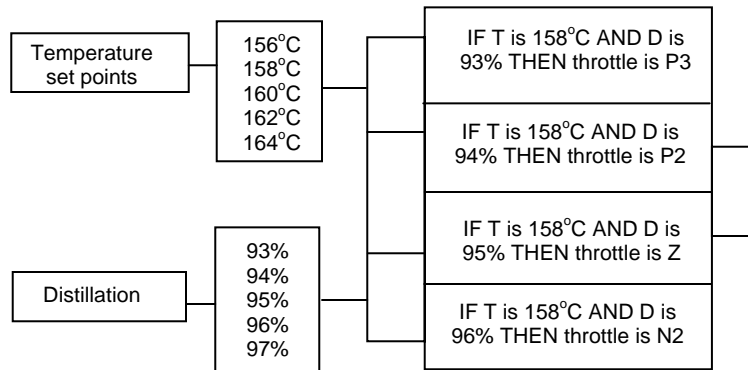 Temperature
set points
156°C
158°C
160°C
162°C
164°C
IF T is 158°C AND D is
93% THEN throttle is P3
IF T is 158°C AND D is
94% THEN throttle is P2
IF T is 158°C AND D is
95% THEN throttle is Z
IF T is 158°C AND D is
96% THEN throttle is N2
Distillation
93%
94%
95%
96%
97%